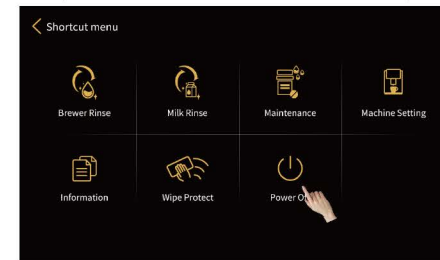 Shortcut menu
Brewer Rinse
Milk Rinse
Maintenance
Machine Setting
Information
Wipe Protect
Power